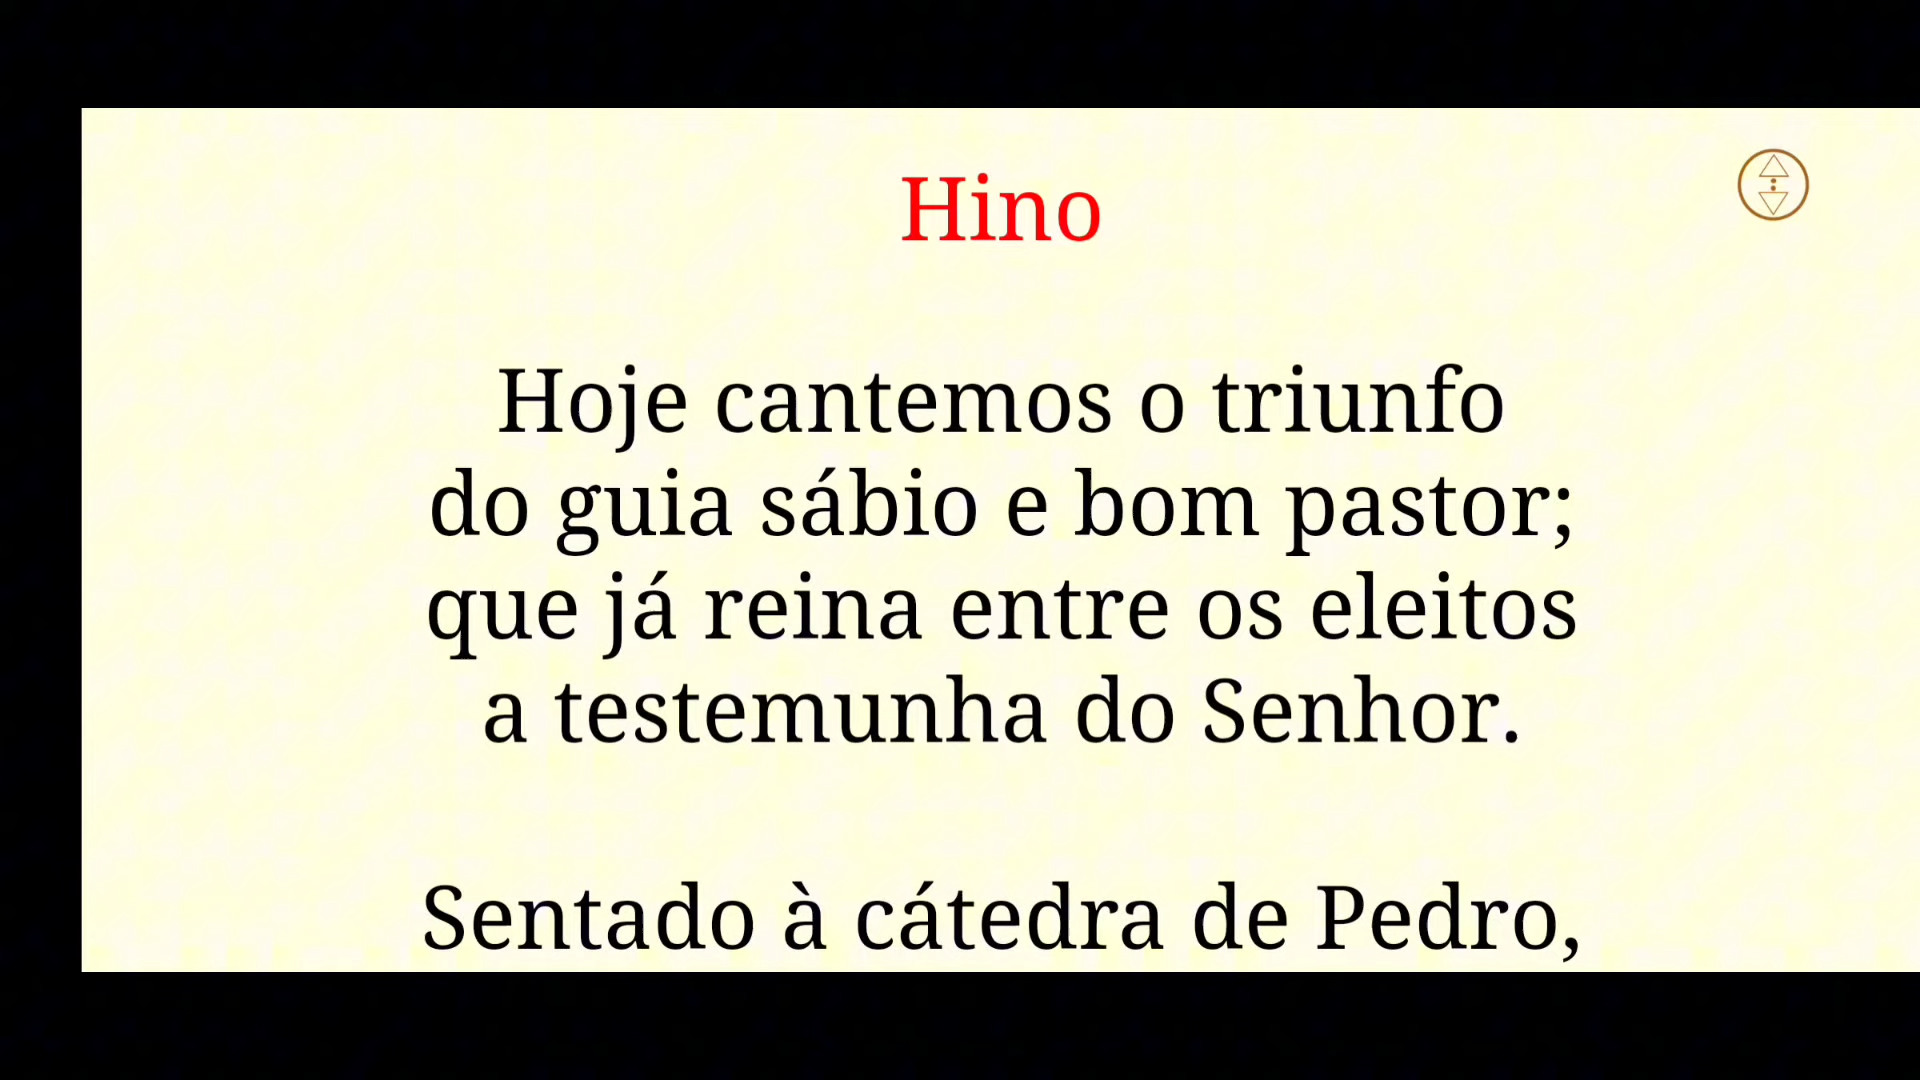 Hino
Hoje cantemos o triunfo
do guia sábio e bom pastor;
que já reina entre os eleitos
a testemunha do Senhor.
Sentado à cátedra de Pedro,